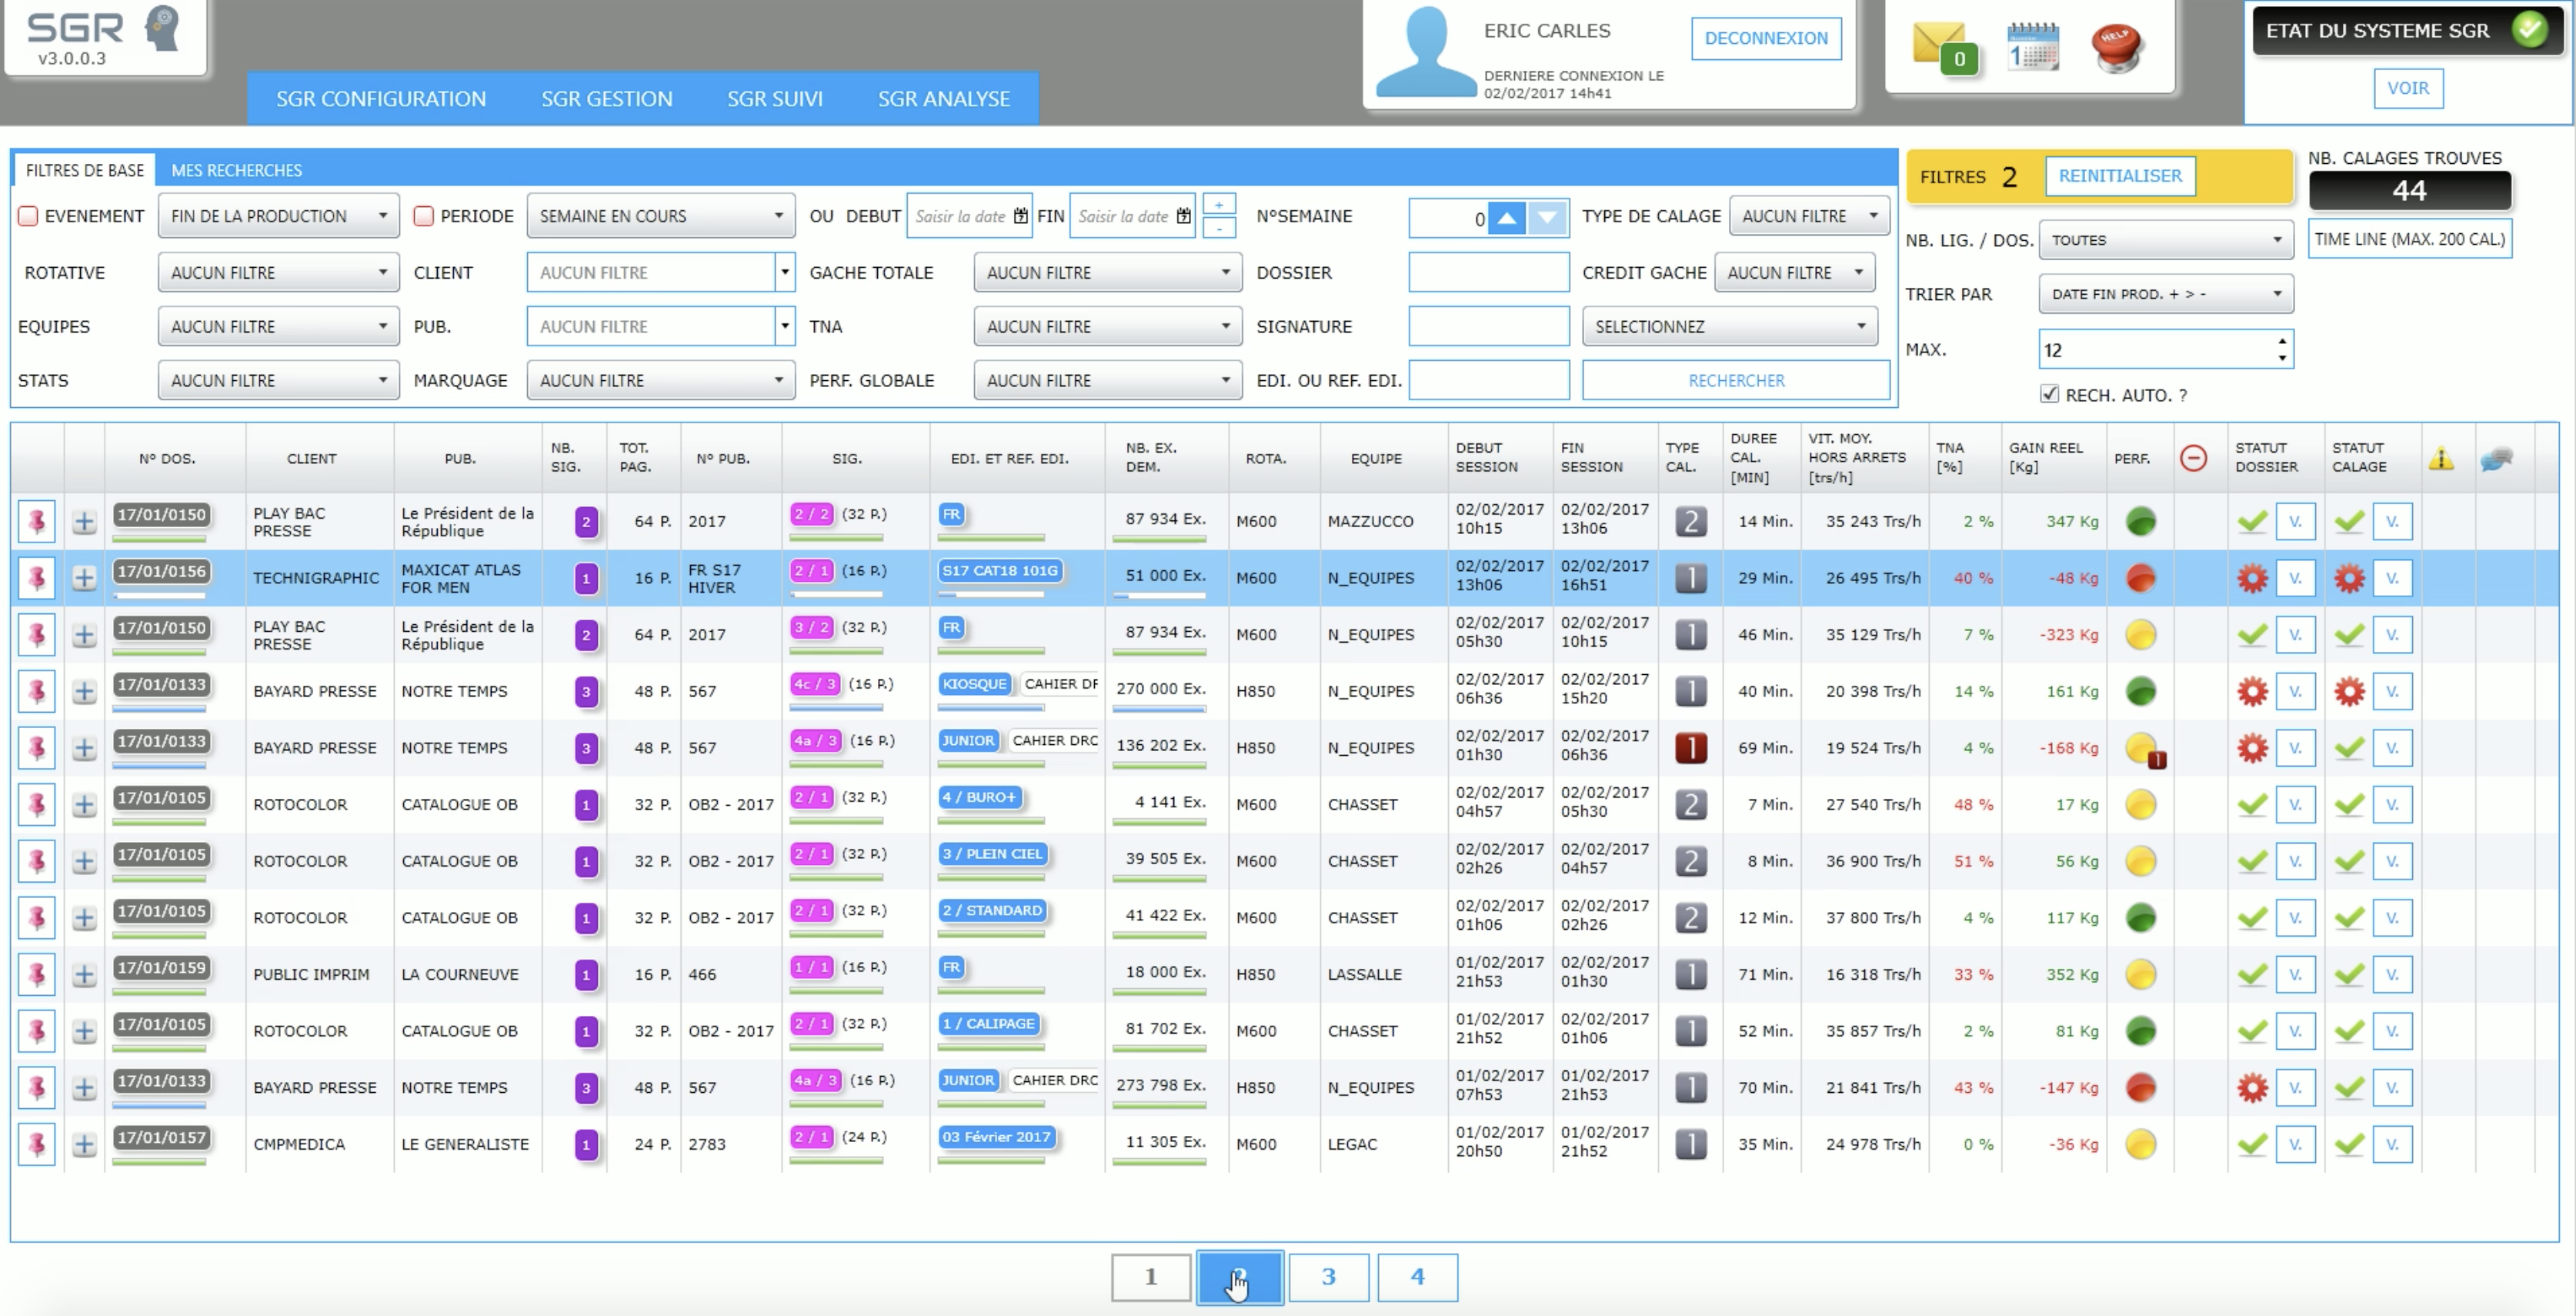 SGR
v3.0.0.3
SGR CONFIGURATION SGR GESTION SGR SUIVI SGR ANALYSE
ERIC CARLES
DECONNEXION
DERNIERE CONNEXION LE
02/02/2017 14h41
0
1
HELP
ETAT DU SYSTEME SGR
VOIR
FILTRES DE BASE MES RECHERCHES
EVENEMENT FIN DE LA PRODUCTION PERIODE SEMAINE EN COURS OU DEBUT Saisir la date FIN Saisir la date + - N°SEMAINE 0 TYPE DE CALAGE AUCUN FILTRE
ROTATIVE AUCUN FILTRE CLIENT AUCUN FILTRE GACHE TOTALE AUCUN FILTRE DOSSIER CREDIT GACHE AUCUN FILTRE
EQUIPES AUCUN FILTRE PUB. AUCUN FILTRE TNA AUCUN FILTRE SIGNATURE SELECTIONNEZ
STATS AUCUN FILTRE MARQUAGE AUCUN FILTRE PERF. GLOBALE AUCUN FILTRE EDI. OU REF. EDI. RECHERCHER
FILTRES 2 REINITIALISER
NB. LIG. / DOS. TOUTES
TRIER PAR DATE FIN PROD. + > -
MAX. 12
RECH. AUTO. ?
NB. CALAGES TROUVES
44
TIME LINE (MAX. 200 CAL.)
N° DOS. CLIENT PUB. NB. SIG. TOT. PAG. N° PUB. SIG. EDI. ET REF. EDI. NB. EX. DEM. ROTA. EQUIPE DEBUT SESSION FIN SESSION TYPE CAL. DUREE CAL. [MIN] VIT. MOY. HORS ARRETS [trs/h] TNA [%] GAIN REEL [Kg] PERF. STATUT DOSSIER STATUT CALAGE
17/01/0150 PLAY BAC PRESSE Le Président de la République 2 64 P. 2017 2 / 2 (32 P.) FR 87 934 Ex. M600 MAZZUCCO 02/02/2017 10h15 02/02/2017 13h06 2 14 Min. 35 243 Trs/h 2 % 347 Kg V. V.
17/01/0156 TECHNIGRAPHIC MAXICAT ATLAS FOR MEN 1 16 P. FR S17 HIVER 2 / 1 (16 P.) S17 CAT18 101G 51 000 Ex. M600 N_EQUIPES 02/02/2017 13h06 02/02/2017 16h51 1 29 Min. 26 495 Trs/h 40 % -48 Kg V. V.
17/01/0150 PLAY BAC PRESSE Le Président de la République 2 64 P. 2017 3 / 2 (32 P.) FR 87 934 Ex. M600 N_EQUIPES 02/02/2017 05h30 02/02/2017 10h15 1 46 Min. 35 129 Trs/h 7 % -323 Kg V. V.
17/01/0133 BAYARD PRESSE NOTRE TEMPS 3 48 P. 567 4c / 3 (16 P.) KIOSQUE CAHIER DF 270 000 Ex. H850 N_EQUIPES 02/02/2017 06h36 02/02/2017 15h20 1 40 Min. 20 398 Trs/h 14 % 161 Kg V. V.
17/01/0133 BAYARD PRESSE NOTRE TEMPS 3 48 P. 567 4a / 3 (16 P.) JUNIOR CAHIER DRC 136 202 Ex. H850 N_EQUIPES 02/02/2017 01h30 02/02/2017 06h36 1 69 Min. 19 524 Trs/h 4 % -168 Kg 1 V. V.
17/01/0105 ROTOCOLOR CATALOGUE OB 1 32 P. OB2 - 2017 2 / 1 (32 P.) 4 / BURO+ 4 141 Ex. M600 CHASSET 02/02/2017 04h57 02/02/2017 05h30 2 7 Min. 27 540 Trs/h 48 % 17 Kg V. V.
17/01/0105 ROTOCOLOR CATALOGUE OB 1 32 P. OB2 - 2017 2 / 1 (32 P.) 3 / PLEIN CIEL 39 505 Ex. M600 CHASSET 02/02/2017 02h26 02/02/2017 04h57 2 8 Min. 36 900 Trs/h 51 % 56 Kg V. V.
17/01/0105 ROTOCOLOR CATALOGUE OB 1 32 P. OB2 - 2017 2 / 1 (32 P.) 2 / STANDARD 41 422 Ex. M600 CHASSET 02/02/2017 01h06 02/02/2017 02h26 2 12 Min. 37 800 Trs/h 4 % 117 Kg V. V.
17/01/0159 PUBLIC IMPRIM LA COURNEUVE 1 16 P. 466 1 / 1 (16 P.) FR 18 000 Ex. H850 LASSALLE 01/02/2017 21h53 02/02/2017 01h30 1 71 Min. 16 318 Trs/h 33 % 352 Kg V. V.
17/01/0105 ROTOCOLOR CATALOGUE OB 1 32 P. OB2 - 2017 2 / 1 (32 P.) 1 / CALIPAGE 81 702 Ex. M600 CHASSET 01/02/2017 21h52 02/02/2017 01h06 1 52 Min. 35 857 Trs/h 2 % 81 Kg V. V.
17/01/0133 BAYARD PRESSE NOTRE TEMPS 3 48 P. 567 4a / 3 (16 P.) JUNIOR CAHIER DRC 273 798 Ex. H850 N_EQUIPES 01/02/2017 07h53 01/02/2017 21h53 1 70 Min. 21 841 Trs/h 43 % -147 Kg V. V.
17/01/0157 CMPMEDICA LE GENERALISTE 1 24 P. 2783 2 / 1 (24 P.) 03 Février 2017 11 305 Ex. M600 LEGAC 01/02/2017 20h50 01/02/2017 21h52 1 35 Min. 24 978 Trs/h 0 % -36 Kg V. V.
1 3 4